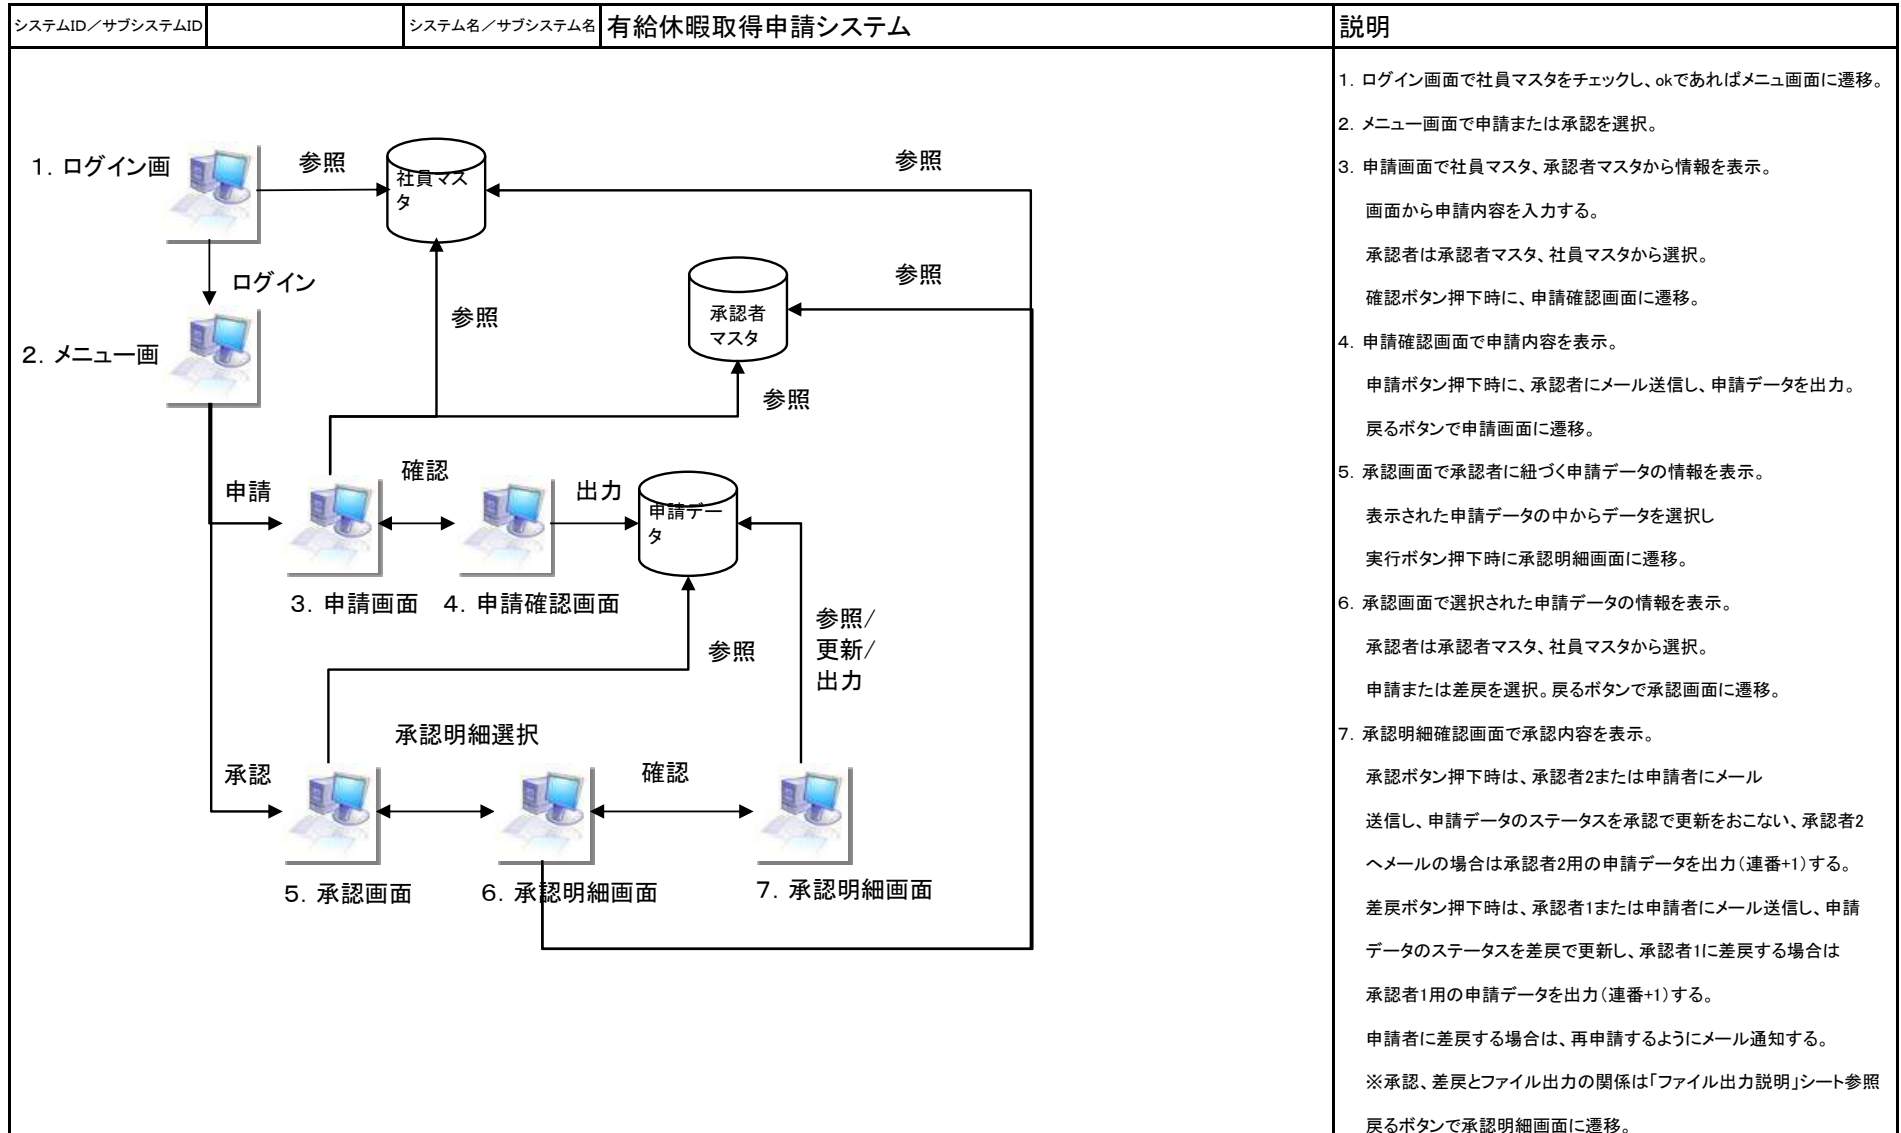 システムID／サブシステムID
システム名／サブシステム名
有給休暇取得申請システム
説明
1．ログイン画
参照
社員マス
タ
参照
ログイン
参照
承認者
マスタ
参照
2．メニュー画
参照
申請
確認
出力
申請デー
タ
3．申請画面
4．申請確認画面
参照/
更新/
出力
参照
承認明細選択
承認
確認
5．承認画面
6．承認明細画面
7．承認明細画面
1．ログイン画面で社員マスタをチェックし、okであればメニュ画面に遷移。
2．メニュー画面で申請または承認を選択。
3．申請画面で社員マスタ、承認者マスタから情報を表示。
画面から申請内容を入力する。
承認者は承認者マスタ、社員マスタから選択。
確認ボタン押下時に、申請確認画面に遷移。
4．申請確認画面で申請内容を表示。
申請ボタン押下時に、承認者にメール送信し、申請データを出力。
戻るボタンで申請画面に遷移。
5．承認画面で承認者に紐づく申請データの情報を表示。
表示された申請データの中からデータを選択し
実行ボタン押下時に承認明細画面に遷移。
6．承認画面で選択された申請データの情報を表示。
承認者は承認者マスタ、社員マスタから選択。
申請または差戻を選択。戻るボタンで承認画面に遷移。
7．承認明細確認画面で承認内容を表示。
承認ボタン押下時は、承認者2または申請者にメール
送信し、申請データのステータスを承認で更新をおこない、承認者2
へメールの場合は承認者2用の申請データを出力（連番+1）する。
差戻ボタン押下時は、承認者1または申請者にメール送信し、申請
データのステータスを差戻で更新し、承認者1に差戻する場合は
承認者1用の申請データを出力（連番+1）する。
申請者に差戻する場合は、再申請するようにメール通知する。
※承認、差戻とファイル出力の関係は「ファイル出力説明」シート参照
戻るボタンで承認明細画面に遷移。